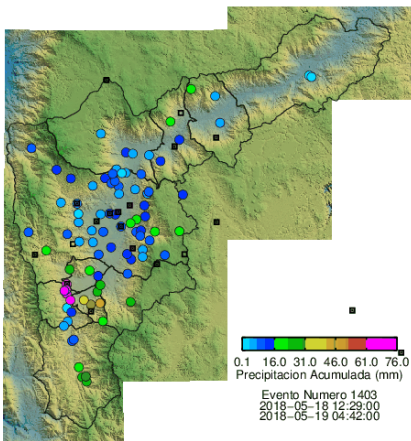 0.1 16.0 31.0 46.0 61.0 76.0
Precipitacion Acumulada (mm)
Evento Numero 1403
2018-05-18 12:29:00
2018-05-19 04:42:00